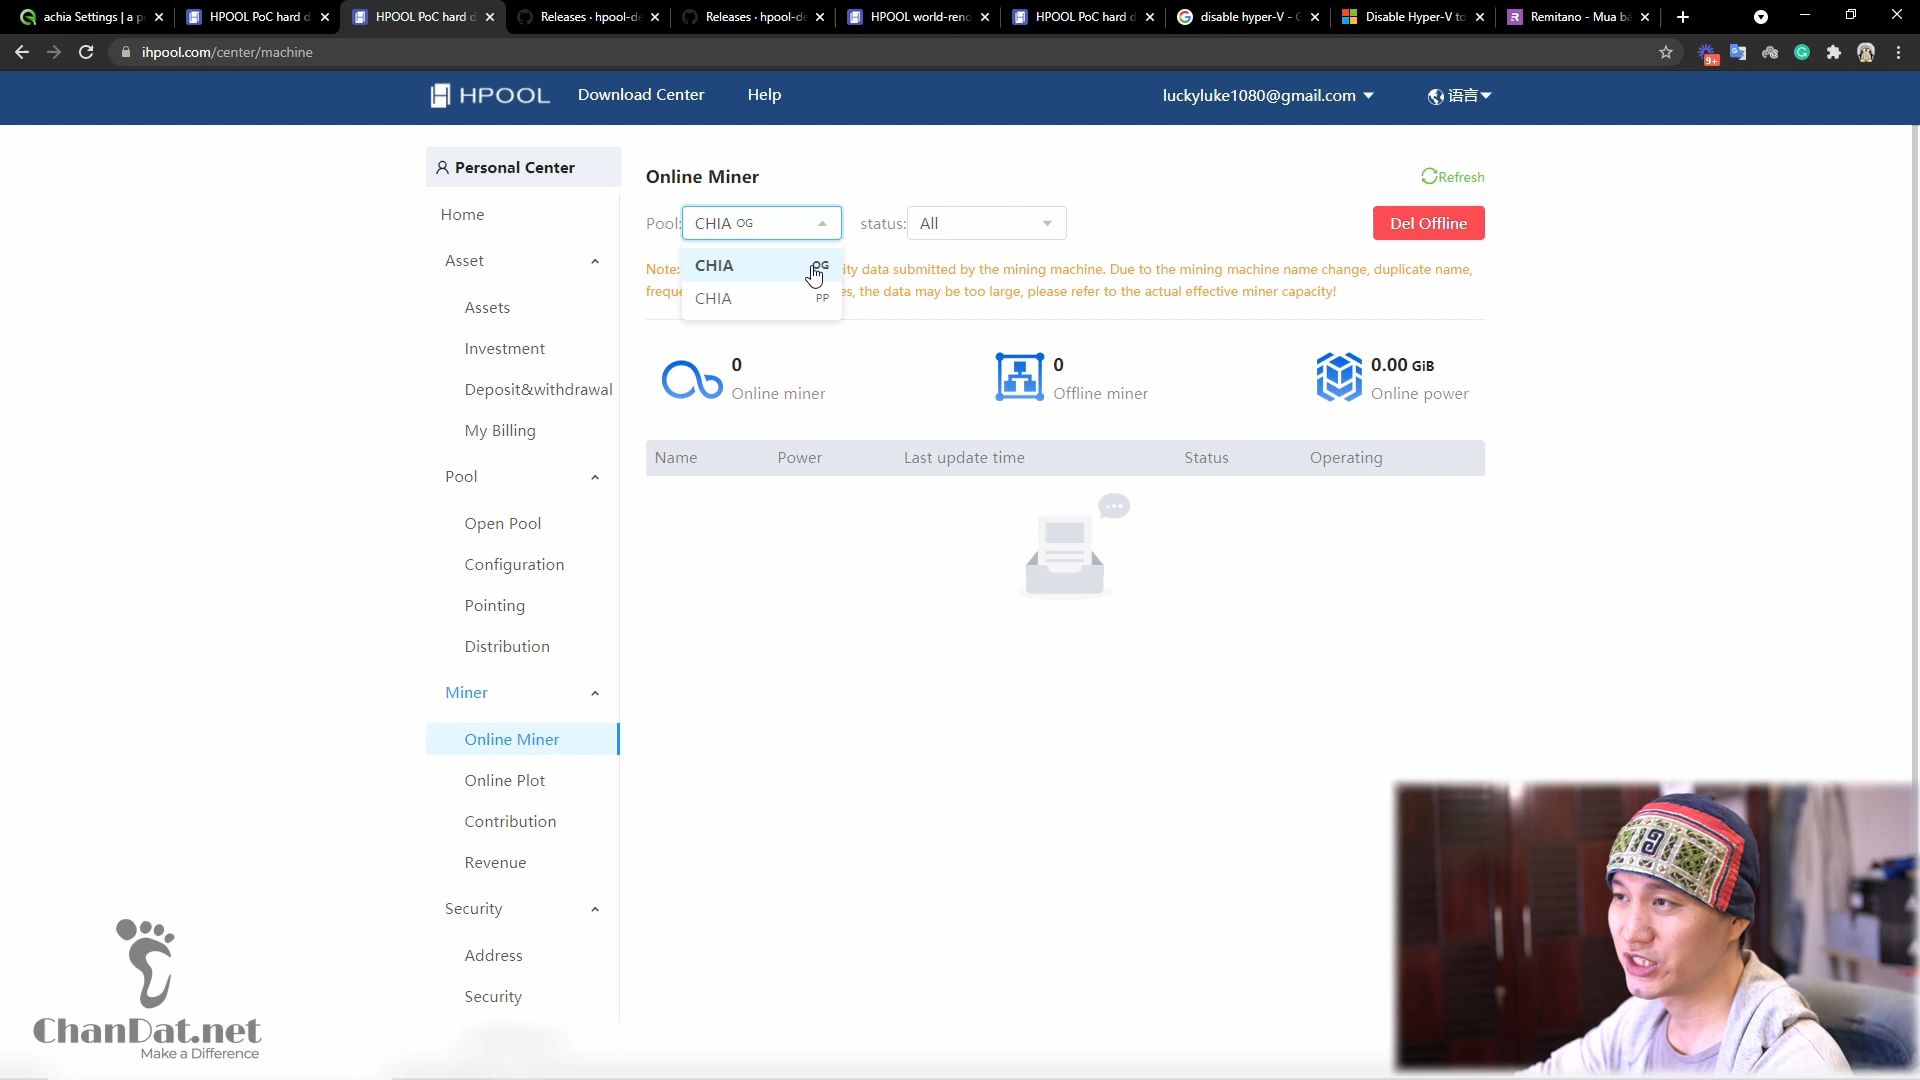 achia Settings | a p
HPOOL PoC hard d
HPOOL PoC hard d
Releases · hpool-de
Releases · hpool-de
HPOOL world-reno
HPOOL PoC hard d
disable hyper-V - G
Disable Hyper-V to
Remitano - Mua bá
ihpool.com/center/machine
9+
HPOOL
Download Center
Help
luckyluke1080@gmail.com
语言
Personal Center
Home
Asset
Assets
Investment
Deposit&withdrawal
My Billing
Pool
Open Pool
Configuration
Pointing
Distribution
Miner
Online Miner
Online Plot
Contribution
Revenue
Security
Address
Security
Online Miner
Refresh
Pool: CHIA OG
status: All
Del Offline
CHIA OG
CHIA PP
Note: ity data submitted by the mining machine. Due to the mining machine name change, duplicate name,
freque es, the data may be too large, please refer to the actual effective miner capacity!
0
Online miner
0
Offline miner
0.00 GiB
Online power
Name Power Last update time Status Operating
ChanDat.net
Make a Difference